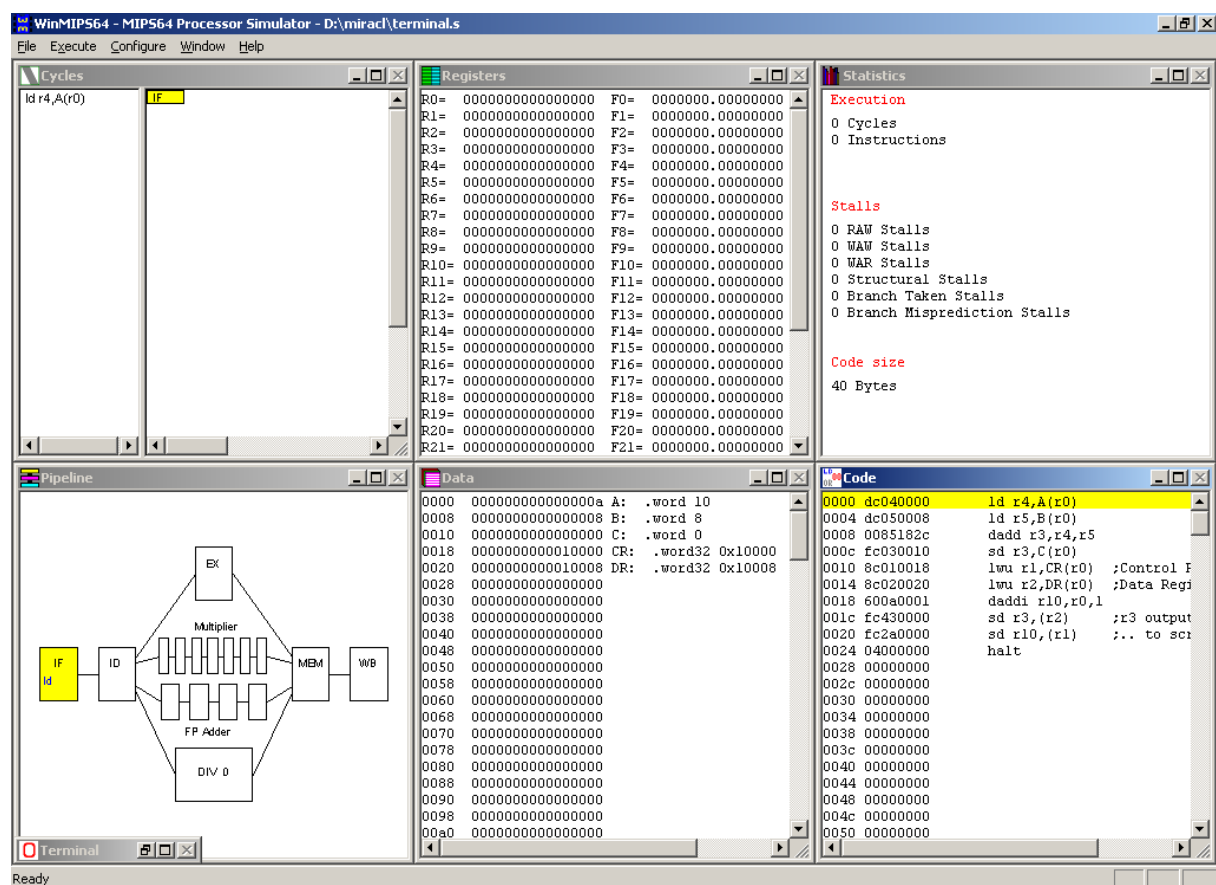 WinMIPS64 - MIPS64 Processor Simulator - D:\miracl\terminal.s
File Execute Configure Window Help
Cycles
ld r4,A(r0)
IF
Registers
R0= 0000000000000000 F0= 0000000.00000000
R1= 0000000000000000 F1= 0000000.00000000
R2= 0000000000000000 F2= 0000000.00000000
R3= 0000000000000000 F3= 0000000.00000000
R4= 0000000000000000 F4= 0000000.00000000
R5= 0000000000000000 F5= 0000000.00000000
R6= 0000000000000000 F6= 0000000.00000000
R7= 0000000000000000 F7= 0000000.00000000
R8= 0000000000000000 F8= 0000000.00000000
R9= 0000000000000000 F9= 0000000.00000000
R10= 0000000000000000 F10= 0000000.00000000
R11= 0000000000000000 F11= 0000000.00000000
R12= 0000000000000000 F12= 0000000.00000000
R13= 0000000000000000 F13= 0000000.00000000
R14= 0000000000000000 F14= 0000000.00000000
R15= 0000000000000000 F15= 0000000.00000000
R16= 0000000000000000 F16= 0000000.00000000
R17= 0000000000000000 F17= 0000000.00000000
R18= 0000000000000000 F18= 0000000.00000000
R19= 0000000000000000 F19= 0000000.00000000
R20= 0000000000000000 F20= 0000000.00000000
R21= 0000000000000000 F21= 0000000.00000000
Statistics
Execution
0 Cycles
0 Instructions
Stalls
0 RAW Stalls
0 WAW Stalls
0 WAR Stalls
0 Structural Stalls
0 Branch Taken Stalls
0 Branch Misprediction Stalls
Code size
40 Bytes
Pipeline
EX
Multiplier
IF
ld
ID
MEM
WB
FP Adder
DIV 0
Terminal
Data
0000 000000000000000a A: .word 10
0008 0000000000000008 B: .word 8
0010 0000000000000000 C: .word 0
0018 0000000000010000 CR: .word32 0x10000
0020 0000000000010008 DR: .word32 0x10008
0028 0000000000000000
0030 0000000000000000
0038 0000000000000000
0040 0000000000000000
0048 0000000000000000
0050 0000000000000000
0058 0000000000000000
0060 0000000000000000
0068 0000000000000000
0070 0000000000000000
0078 0000000000000000
0080 0000000000000000
0088 0000000000000000
0090 0000000000000000
0098 0000000000000000
00a0 0000000000000000
Code
0000 dc040000 ld r4,A(r0)
0004 dc050008 ld r5,B(r0)
0008 0085182c dadd r3,r4,r5
000c fc030010 sd r3,C(r0)
0010 8c010018 lwu r1,CR(r0) ;Control R
0014 8c020020 lwu r2,DR(r0) ;Data Regi
0018 600a0001 daddi r10,r0,1
001c fc430000 sd r3,(r2) ;r3 output
0020 fc2a0000 sd r10,(r1) ;.. to scr
0024 04000000 halt
0028 00000000
002c 00000000
0030 00000000
0034 00000000
0038 00000000
003c 00000000
0040 00000000
0044 00000000
0048 00000000
004c 00000000
0050 00000000
Ready